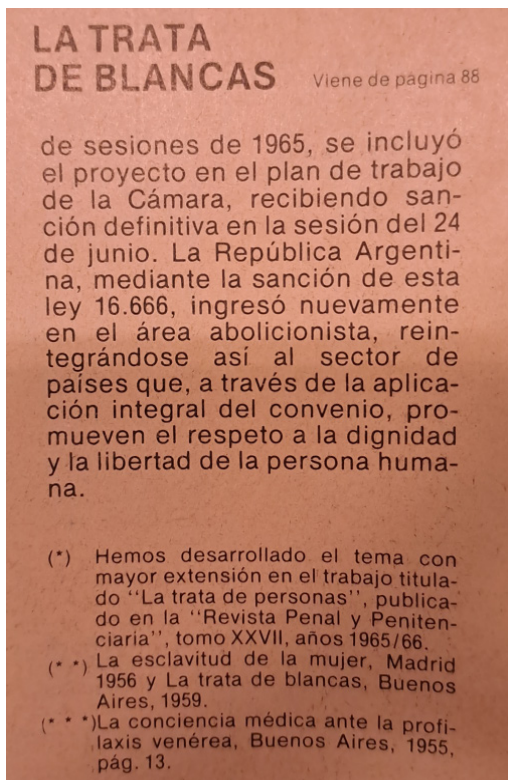 LA TRATA
DE BLANCAS Viene de página 88
de sesiones de 1965, se incluyó
el proyecto en el plan de trabajo
de la Cámara, recibiendo san-
ción definitiva en la sesión del 24
de junio. La República Argenti-
na, mediante la sanción de esta
ley 16.666, ingresó nuevamente
en el área abolicionista, rein-
tegrándose así al sector de
países que, a través de la aplica-
ción integral del convenio, pro-
mueven el respeto a la dignidad
y la libertad de la persona huma-
na.
(*) Hemos desarrollado el tema con
mayor extensión en el trabajo titula-
do "La trata de personas", publica-
do en la "Revista Penal y Peniten-
ciaria", tomo XXVII, años 1965/66.
(* *) La esclavitud de la mujer, Madrid
1956 y La trata de blancas, Buenos
Aires, 1959.
(* * *)La conciencia médica ante la profi-
laxis venérea, Buenos Aires, 1955,
pág. 13.